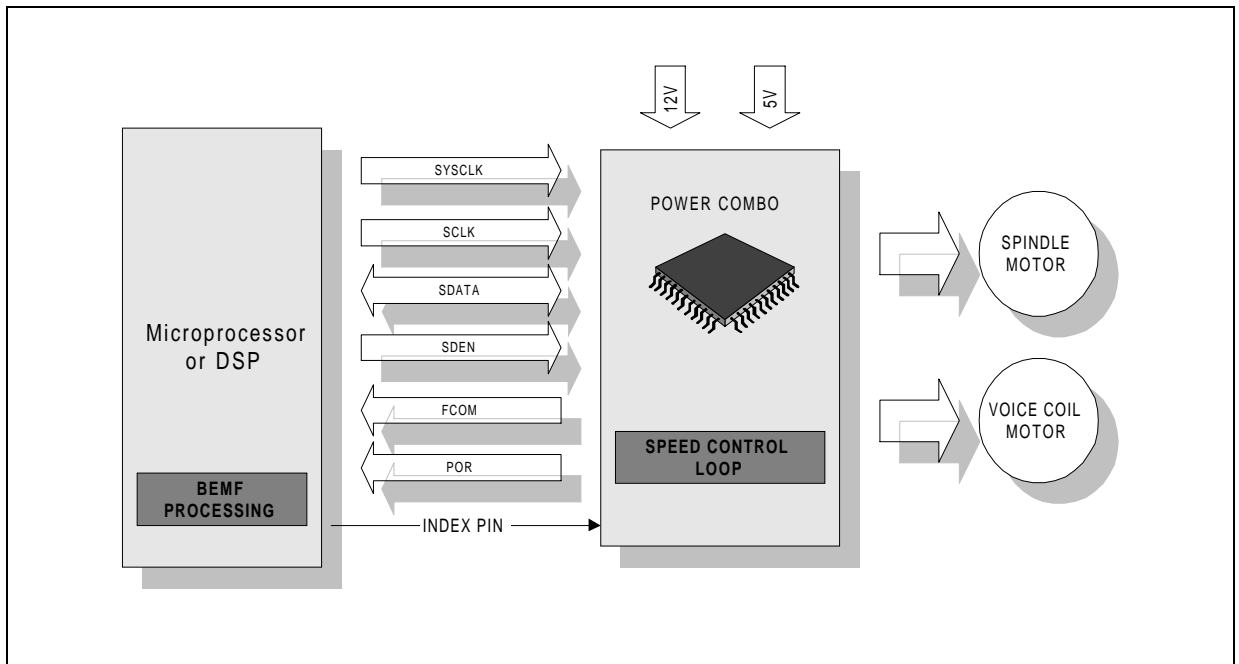 12V
5V
SYSCLK
SCLK
SDATA
SDEN
FCOM
POR
INDEX PIN
Microprocessor
or DSP
BEMF
PROCESSING
POWER COMBO
SPEED CONTROL
LOOP
SPINDLE
MOTOR
VOICE COIL
MOTOR